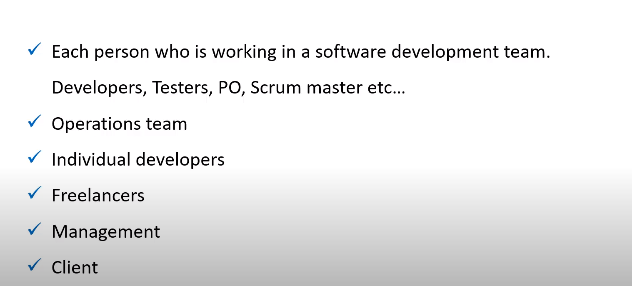 ✓ Each person who is working in a software development team.
Developers, Testers, PO, Scrum master etc...
✓ Operations team
✓ Individual developers
✓ Freelancers
✓ Management
✓ Client